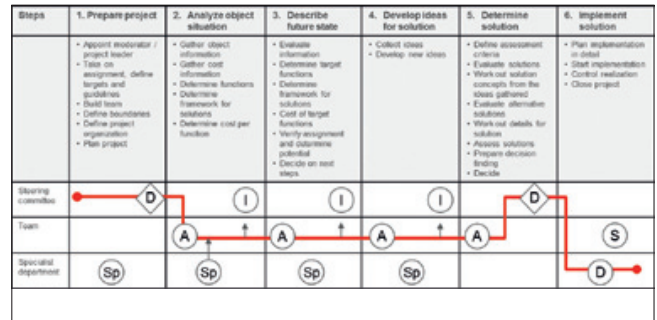 Steps
1. Prepare project
2. Analyze object
situation
3. Describe
future state
4. Develop ideas
for solution
5. Determine
solution
6. Implement
solution
• Appoint moderator /
project leader
• Take on
assignment, define
targets and
guidelines
• Build team
• Define boundaries
• Define project
organization
• Plan project
• Gather object
information
• Gather cost
information
• Determine functions
• Determine
framework for
solutions
• Determine cost per
function
• Evaluate
information
• Determine target
functions
• Determine
framework for
solutions
• Cost of target
functions
• Verify assignment
and determine
potential
• Decide on next
steps
• Collect ideas
• Develop new ideas
• Define assessment
criteria
• Evaluate solutions
• Work out solution
concepts from the
ideas gathered
• Evaluate alternative
solutions
• Work out details for
solution
• Assess solutions
• Prepare decision
finding
• Decide
• Plan implementation
in detail
• Start implementation
• Control realization
• Close project
Steering
committee
D
I
I
I
D
Team
A
A
A
A
S
Specialist
department
Sp
Sp
Sp
Sp
D